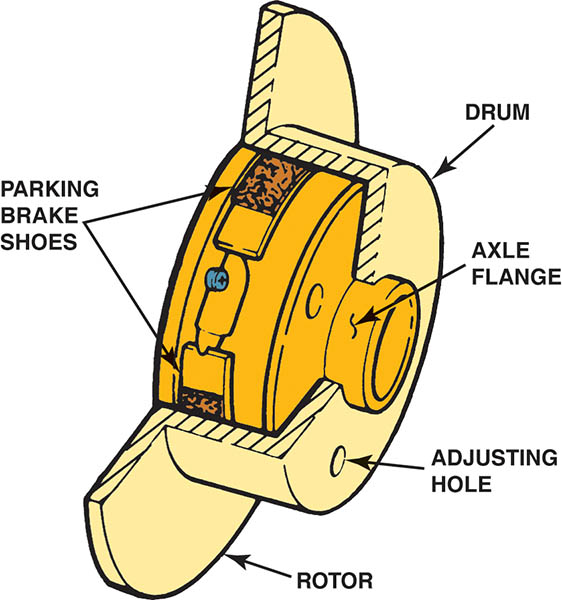 DRUM
PARKING
BRAKE
SHOES
AXLE
FLANGE
ADJUSTING
HOLE
ROTOR